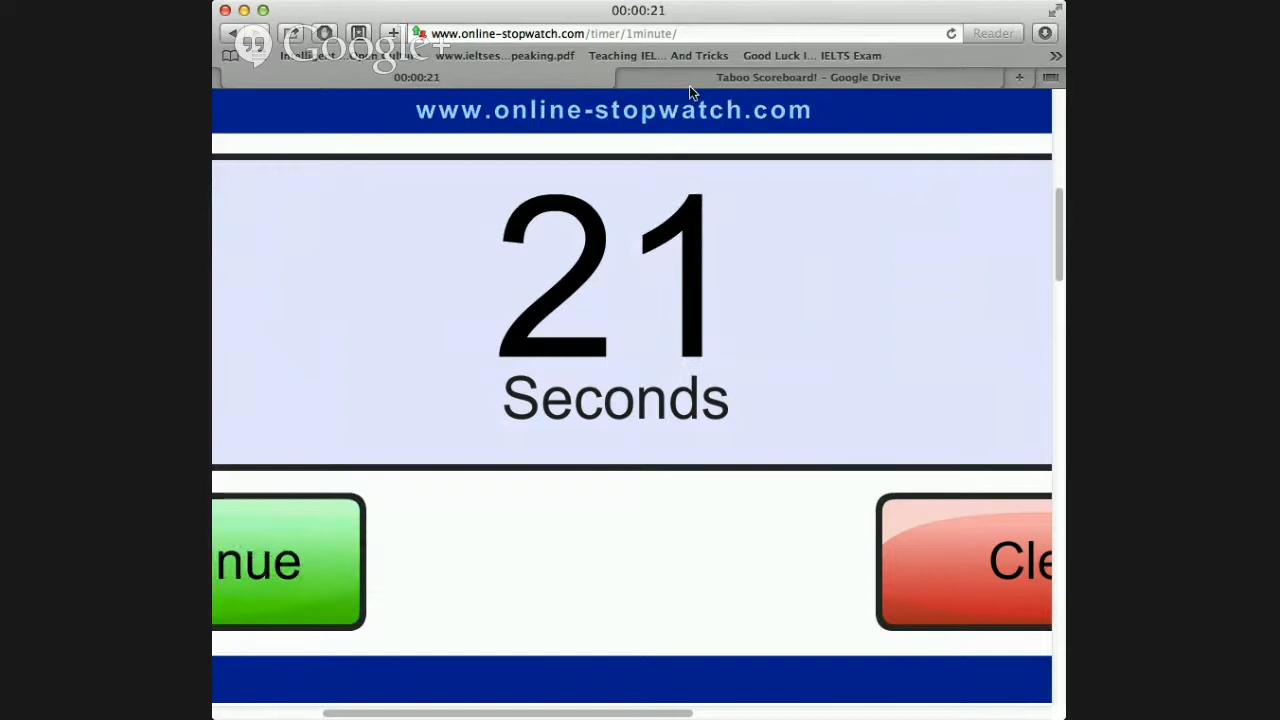 00:00:21
Google+
www.online-stopwatch.com/timer/1minute/
Reader
www.ieltses...peaking.pdf
Teaching IEL... And Tricks
Good Luck I... IELTS Exam
00:00:21
Taboo Scoreboard! – Google Drive
www.online-stopwatch.com
21
Seconds
nue
Cle